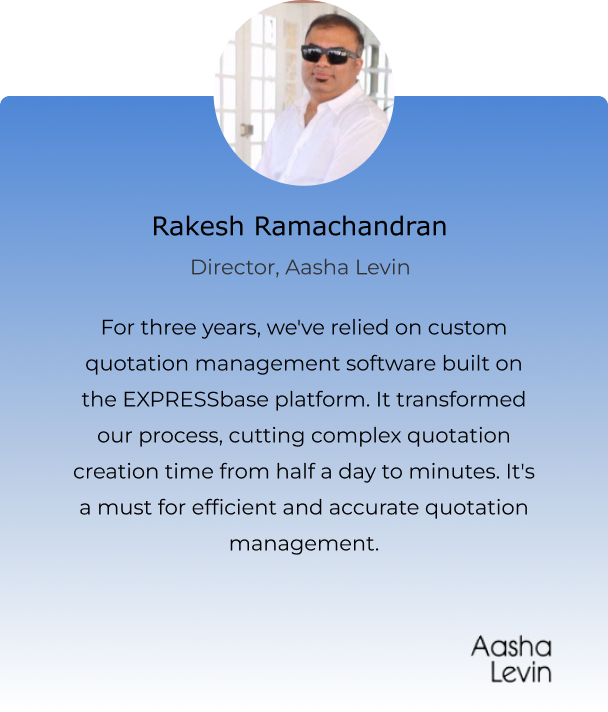 Rakesh Ramachandran
Director, Aasha Levin
For three years, we've relied on custom
quotation management software built on
the EXPRESSbase platform. It transformed
our process, cutting complex quotation
creation time from half a day to minutes. It's
a must for efficient and accurate quotation
management.
Aasha
Levin